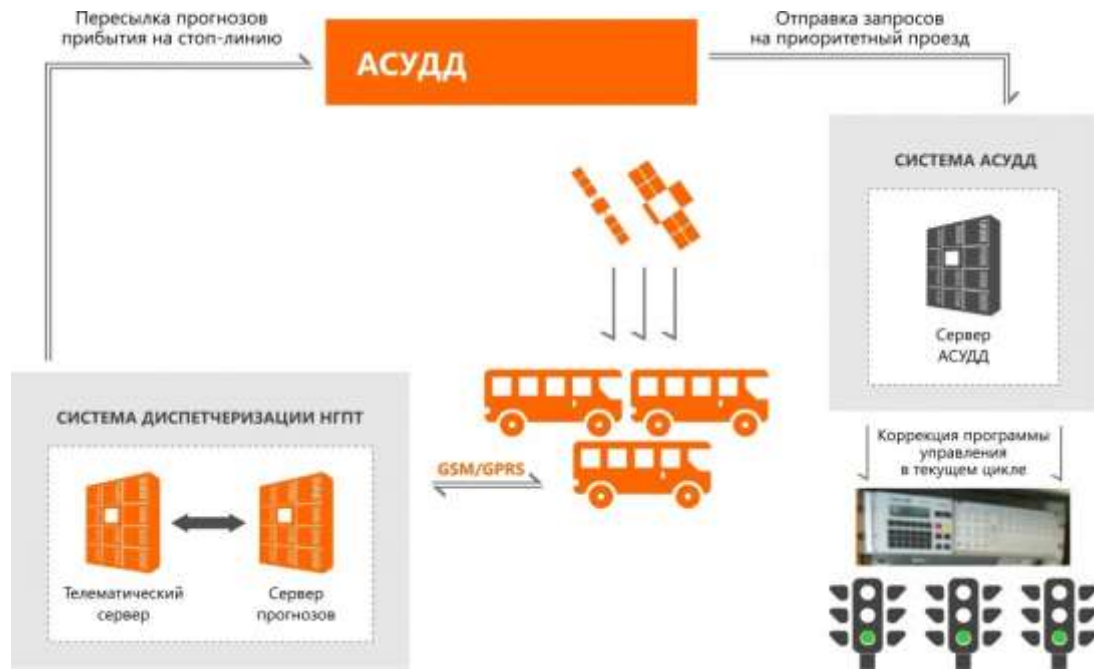 Пересылка прогнозов
прибытия на стоп-линию
АСУДД
Отправка запросов
на приоритетный проезд
СИСТЕМА АСУДД
Сервер
АСУДД
СИСТЕМА ДИСПЕТЧЕРИЗАЦИИ НГПТ
Телематический
сервер
Сервер
прогнозов
GSM/GPRS
Коррекция программы
управления
в текущем цикле